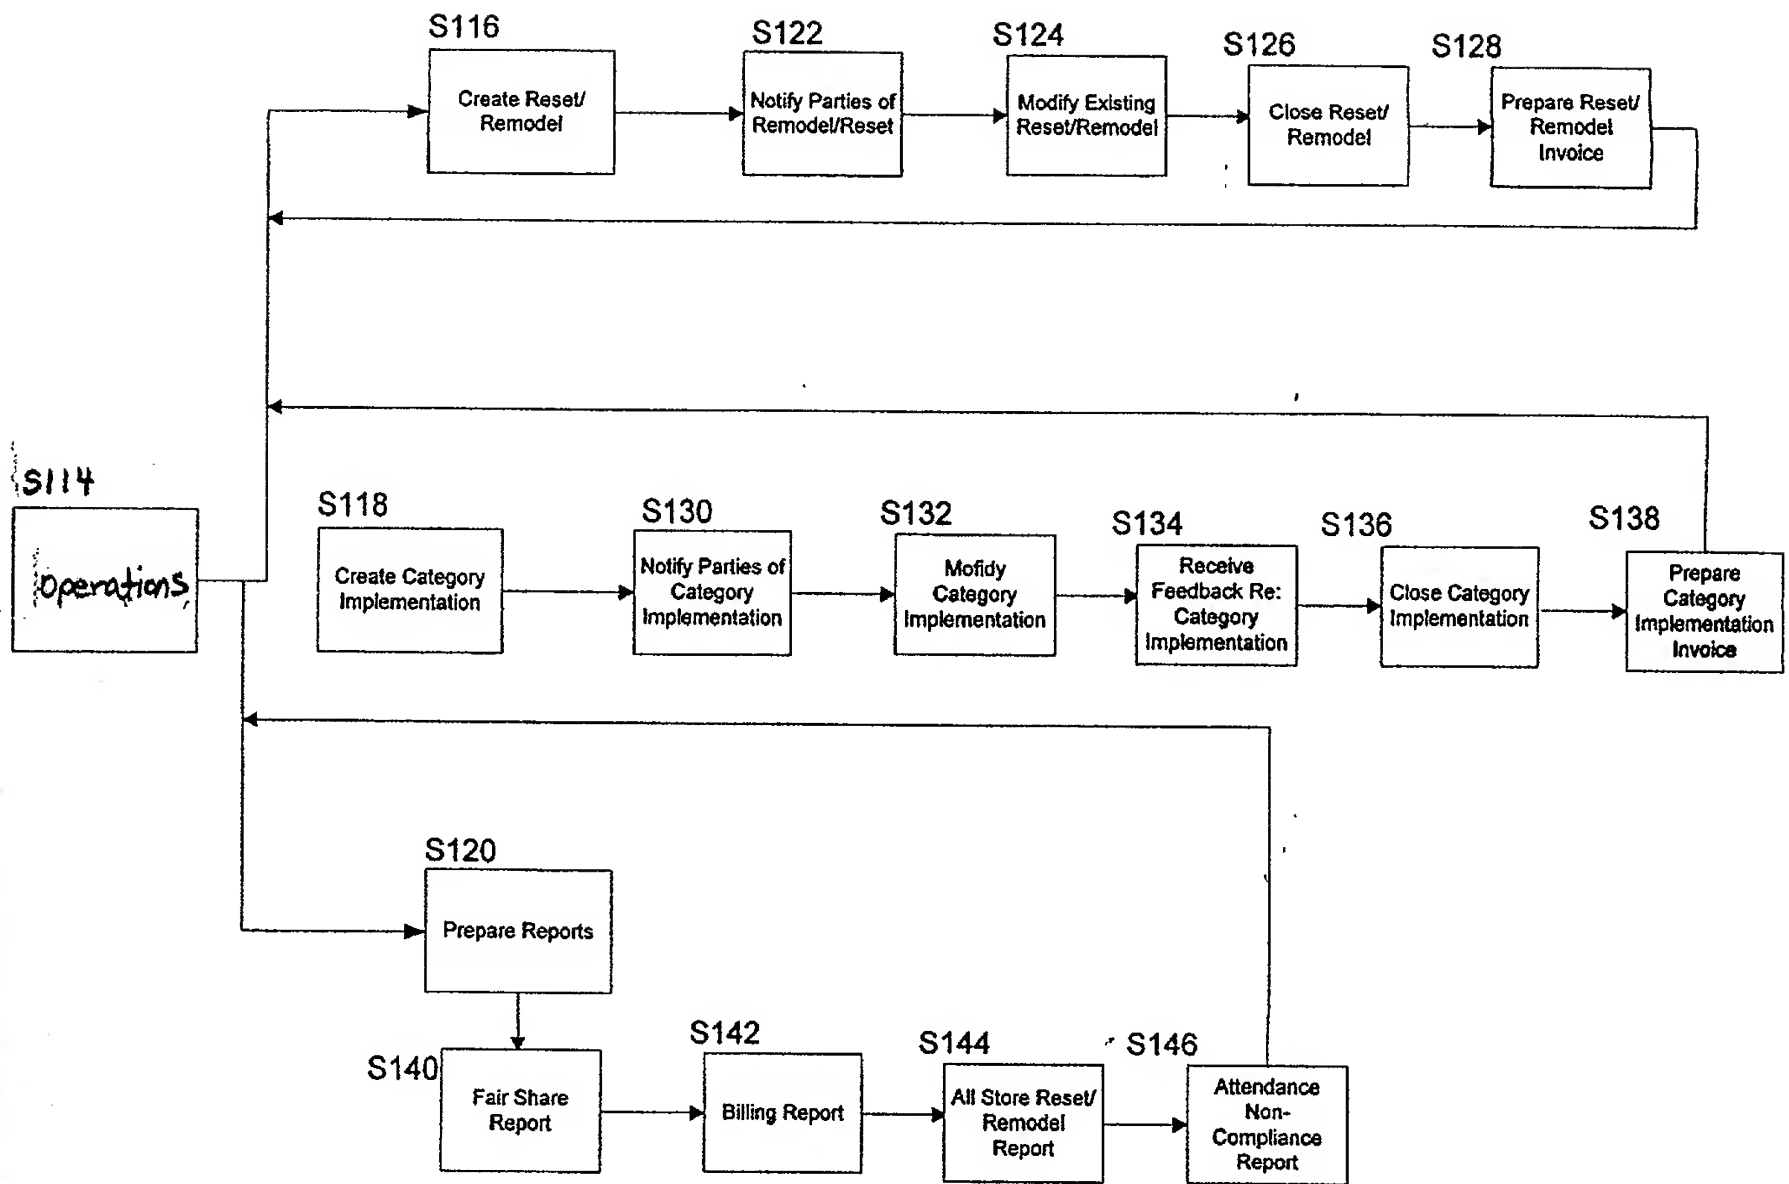 S116
Create Reset/
Remodel
S122
Notify Parties of
Remodel/Reset
S124
Modify Existing
Reset/Remodel
S126
Close Reset/
Remodel
S128
Prepare Reset/
Remodel
Invoice
S114
Operations
S118
Create Category
Implementation
S130
Notify Parties of
Category
Implementation
S132
Mofidy
Category
Implementation
S134
Receive
Feedback Re:
Category
Implementation
S136
Close Category
Implementation
S138
Prepare
Category
Implementation
Invoice
S120
Prepare Reports
S140
Fair Share
Report
S142
Billing Report
S144
All Store Reset/
Remodel
Report
S146
Attendance
Non-
Compliance
Report